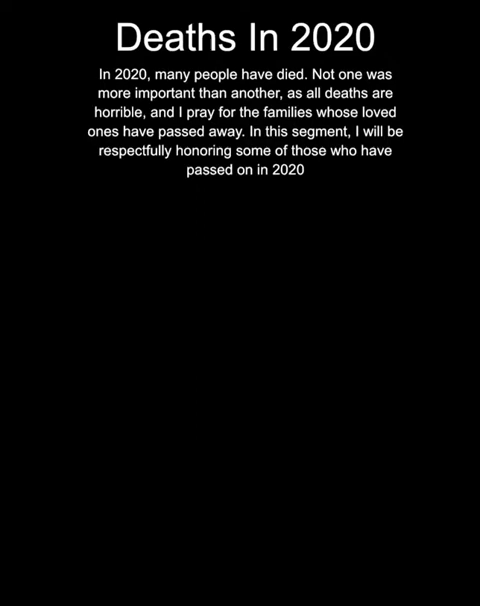 Deaths In 2020
In 2020, many people have died. Not one was
more important than another, as all deaths are
horrible, and I pray for the families whose loved
ones have passed away. In this segment, I will be
respectfully honoring some of those who have
passed on in 2020